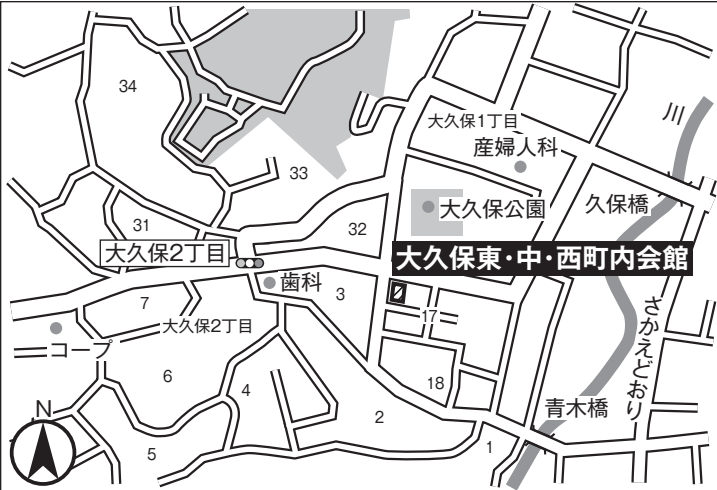 34
大久保1丁目
川
産婦人科
33
久保橋
大久保公園
31
32
大久保2丁目
大久保東・中・西町内会館
歯科
3
7
17
大久保2丁目
さかえどおり
コープ
6
4
18
N
2
青木橋
5
1